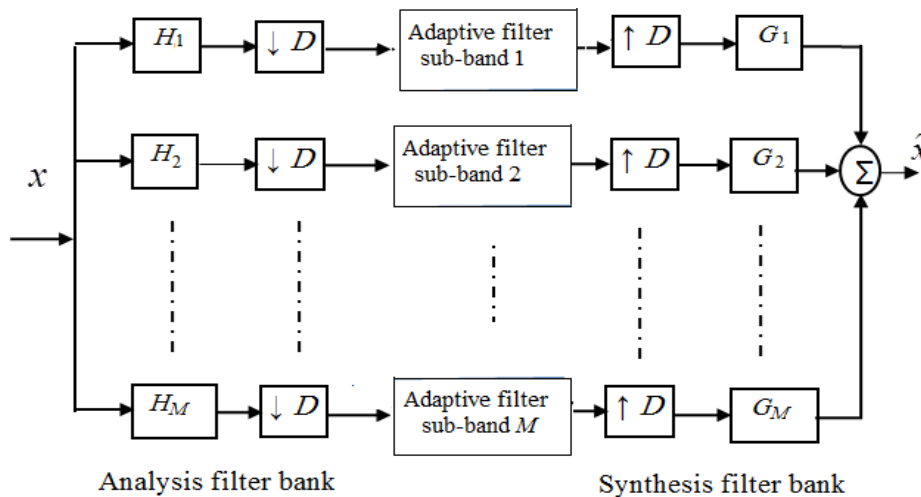 H1 ↓ D Adaptive filter sub-band 1 ↑ D G1
x
H2 ↓ D Adaptive filter sub-band 2 ↑ D G2
Σ
x̂
HM ↓ D Adaptive filter sub-band M ↑ D GM
Analysis filter bank Synthesis filter bank